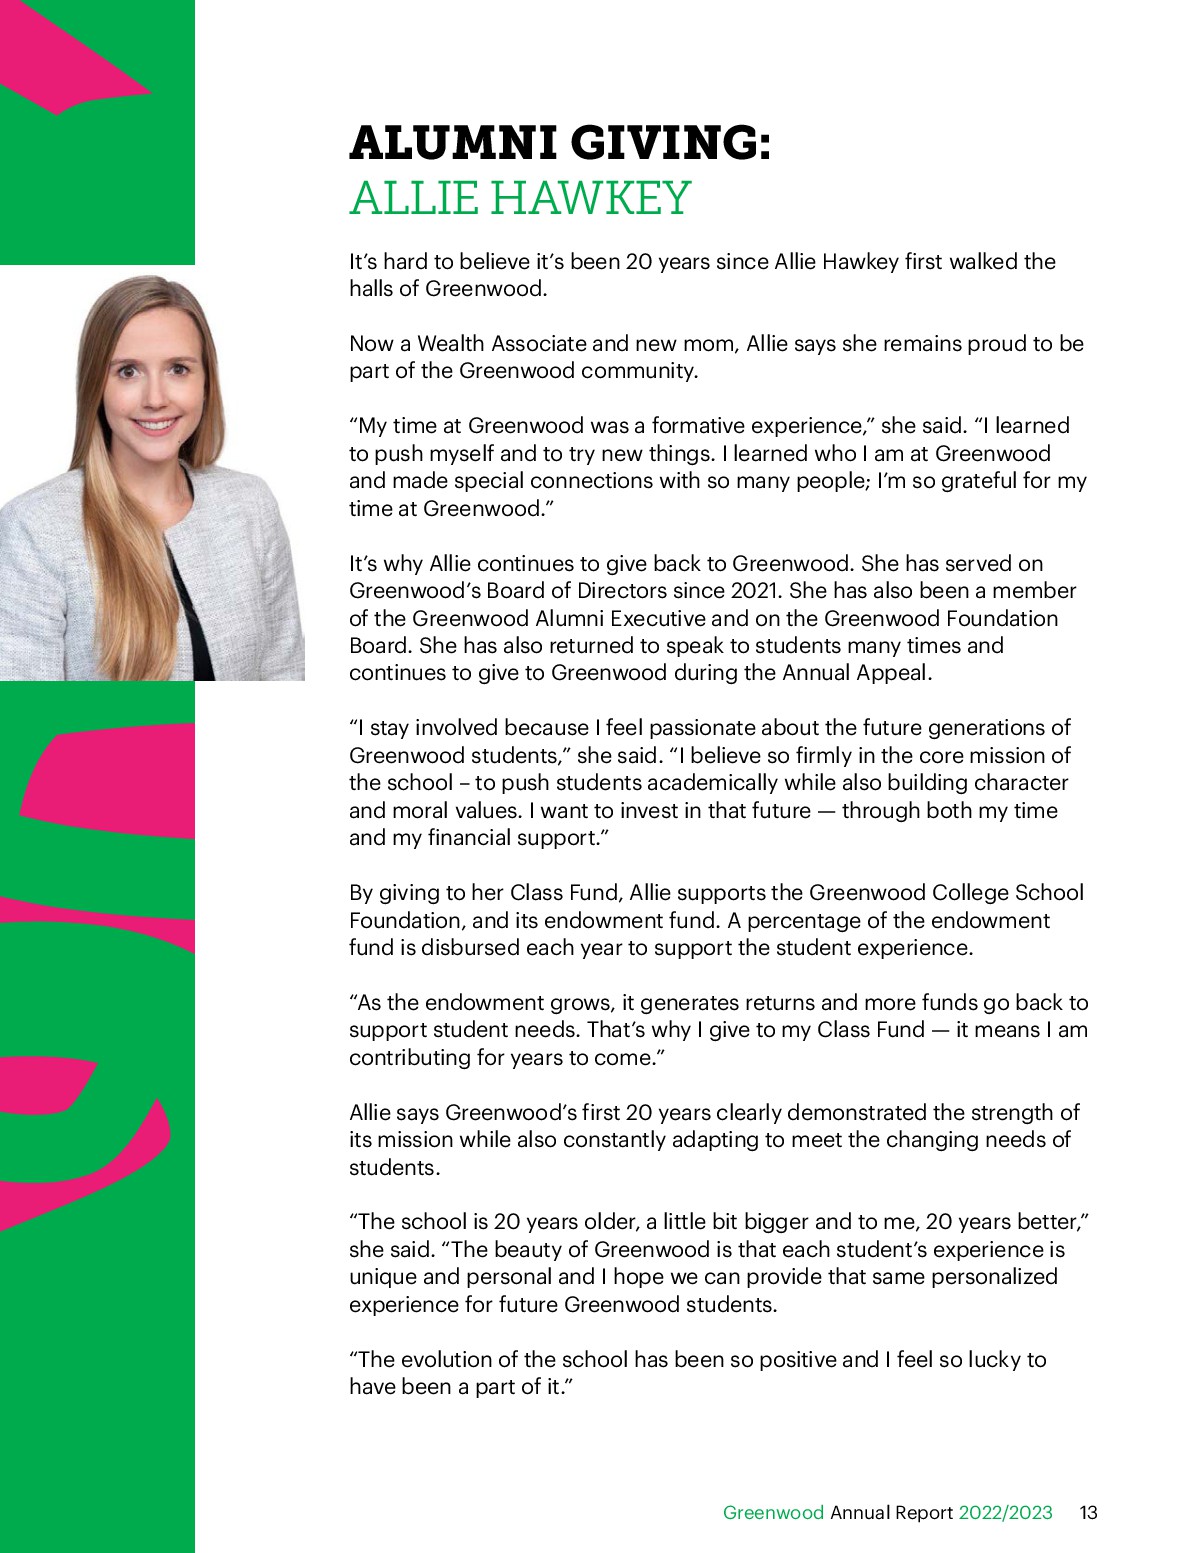 ALUMNI GIVING:
ALLIE HAWKEY
It’s hard to believe it’s been 20 years since Allie Hawkey first walked the
halls of Greenwood.
Now a Wealth Associate and new mom, Allie says she remains proud to be
part of the Greenwood community.
“My time at Greenwood was a formative experience,” she said. “I learned
to push myself and to try new things. I learned who I am at Greenwood
and made special connections with so many people; I’m so grateful for my
time at Greenwood.”
It’s why Allie continues to give back to Greenwood. She has served on
Greenwood’s Board of Directors since 2021. She has also been a member
of the Greenwood Alumni Executive and on the Greenwood Foundation
Board. She has also returned to speak to students many times and
continues to give to Greenwood during the Annual Appeal.
“I stay involved because I feel passionate about the future generations of
Greenwood students,” she said. “I believe so firmly in the core mission of
the school – to push students academically while also building character
and moral values. I want to invest in that future — through both my time
and my financial support.”
By giving to her Class Fund, Allie supports the Greenwood College School
Foundation, and its endowment fund. A percentage of the endowment
fund is disbursed each year to support the student experience.
“As the endowment grows, it generates returns and more funds go back to
support student needs. That’s why I give to my Class Fund — it means I am
contributing for years to come.”
Allie says Greenwood’s first 20 years clearly demonstrated the strength of
its mission while also constantly adapting to meet the changing needs of
students.
“The school is 20 years older, a little bit bigger and to me, 20 years better,”
she said. “The beauty of Greenwood is that each student’s experience is
unique and personal and I hope we can provide that same personalized
experience for future Greenwood students.
“The evolution of the school has been so positive and I feel so lucky to
have been a part of it.”
Greenwood Annual Report 2022/2023 13